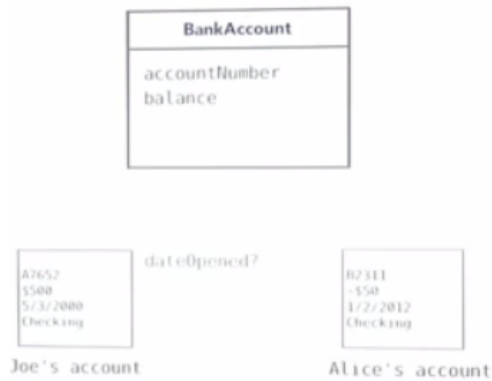 BankAccount
accountNumber
balance
dateOpened?
A7652
$500
5/3/2000
Checking
Joe's account
B2311
-$50
1/2/2012
Checking
Alice's account